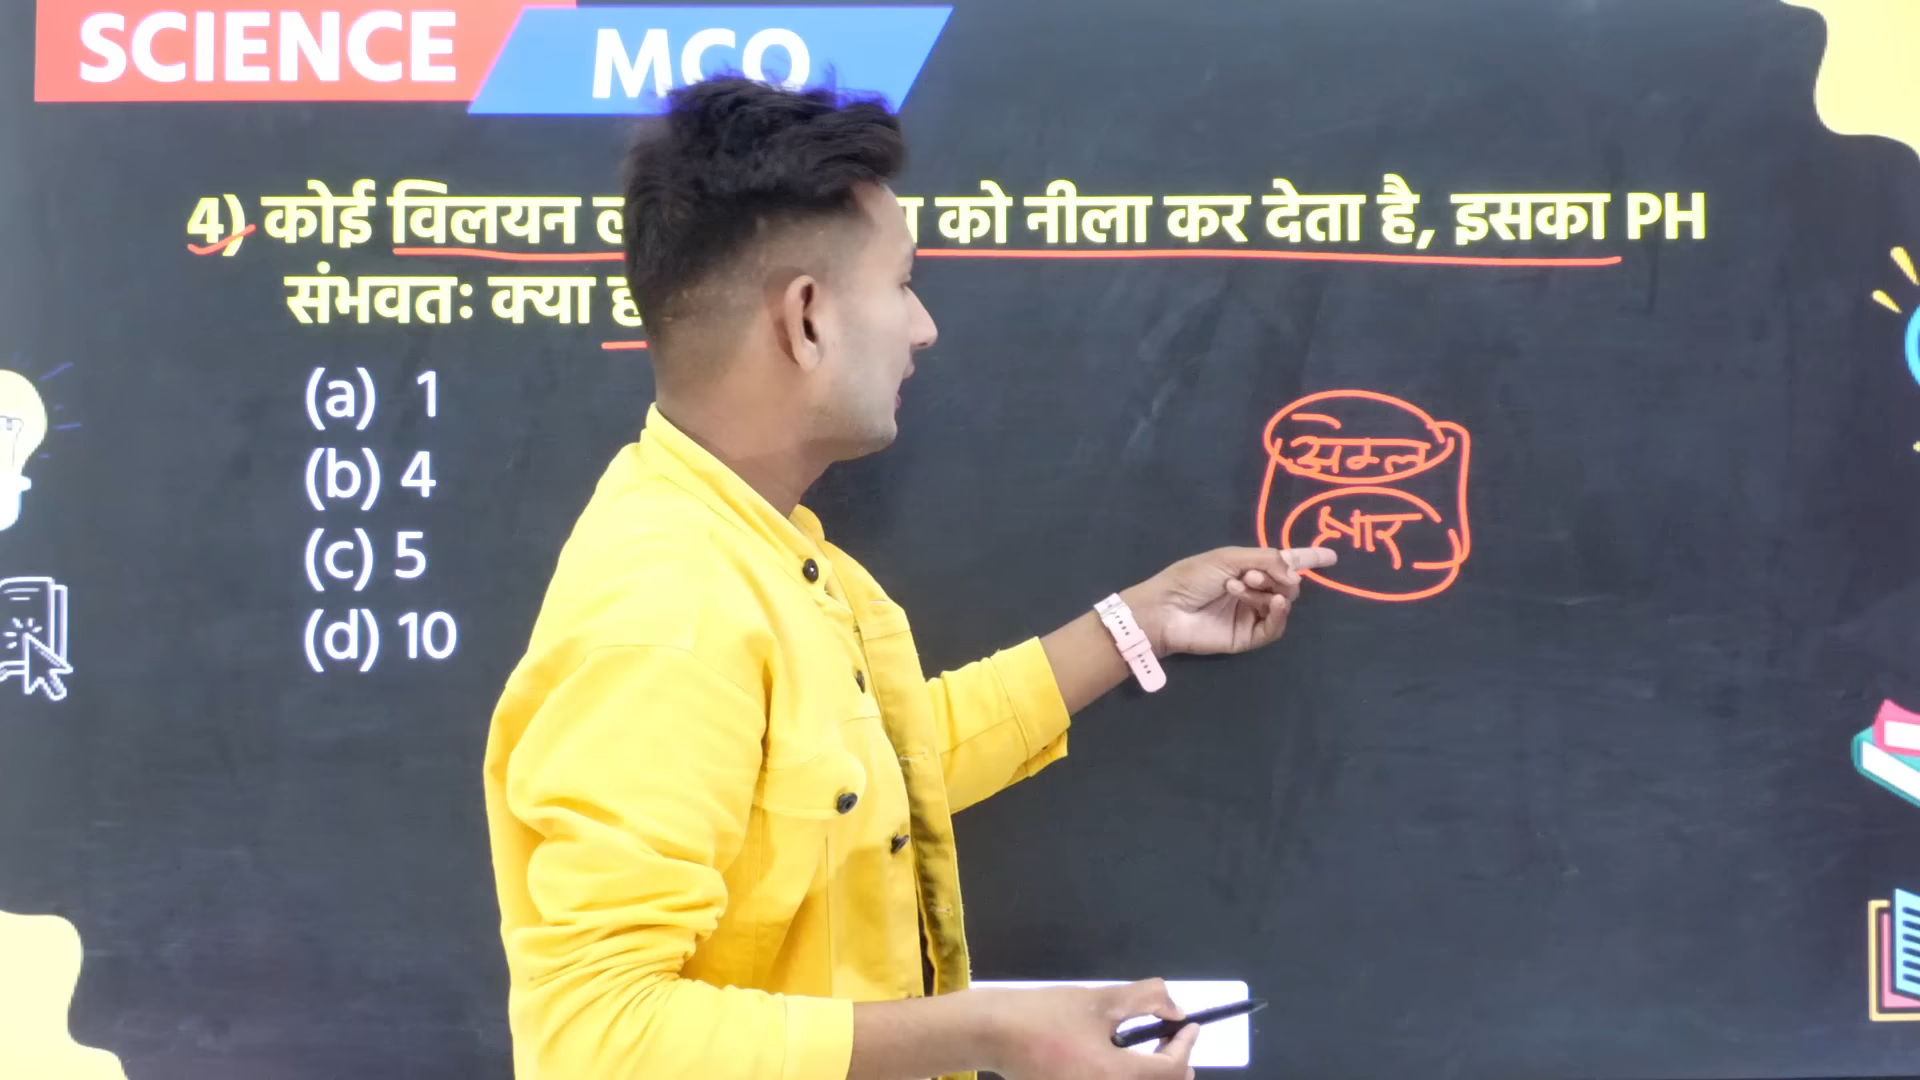 SCIENCE MCQ
4) कोई विलयन को नीला कर देता है, इसका PH
संभवतः क्या
(a) 1
(b) 4
(c) 5
(d) 10
अम्ल
क्षार